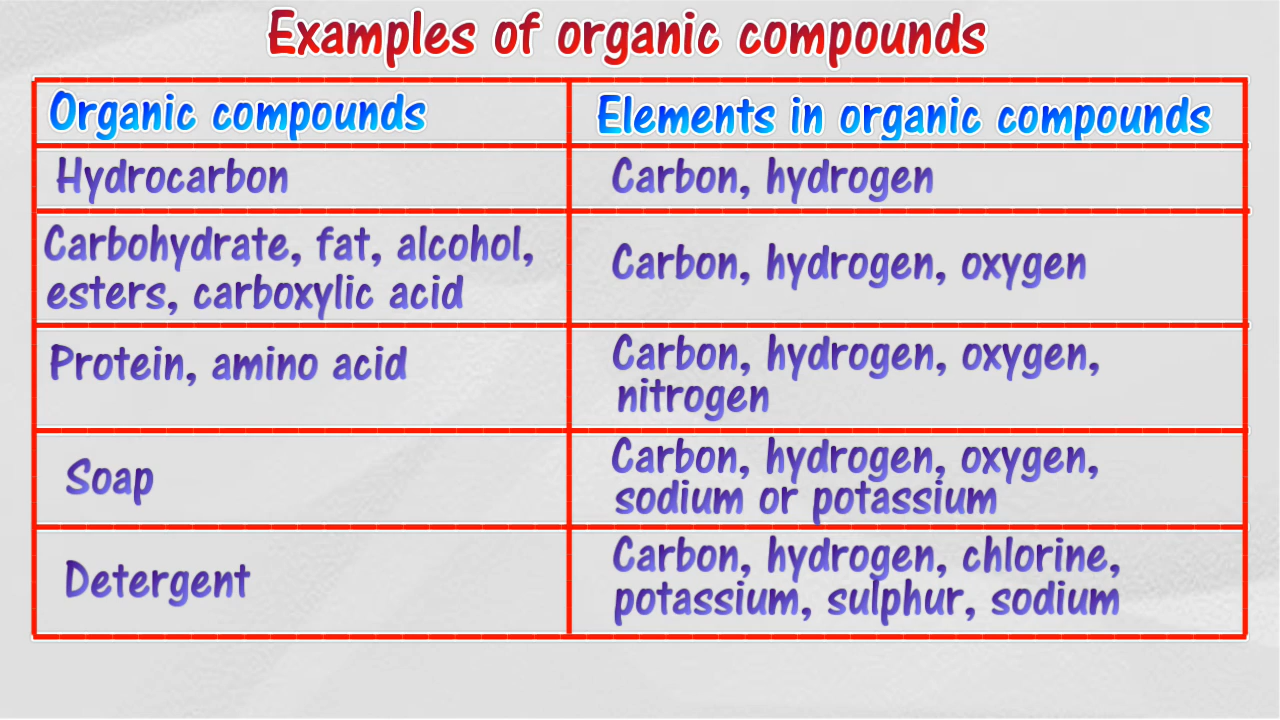 Examples of organic compounds
Organic compounds
Elements in organic compounds
Hydrocarbon
Carbon, hydrogen
Carbohydrate, fat, alcohol,
esters, carboxylic acid
Carbon, hydrogen, oxygen
Protein, amino acid
Carbon, hydrogen, oxygen,
nitrogen
Soap
Carbon, hydrogen, oxygen,
sodium or potassium
Detergent
Carbon, hydrogen, chlorine,
potassium, sulphur, sodium